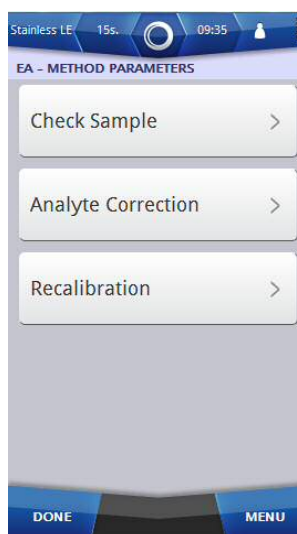 Stainless LE 15s. 09:35
EA - METHOD PARAMETERS
Check Sample
Analyte Correction
Recalibration
DONE MENU